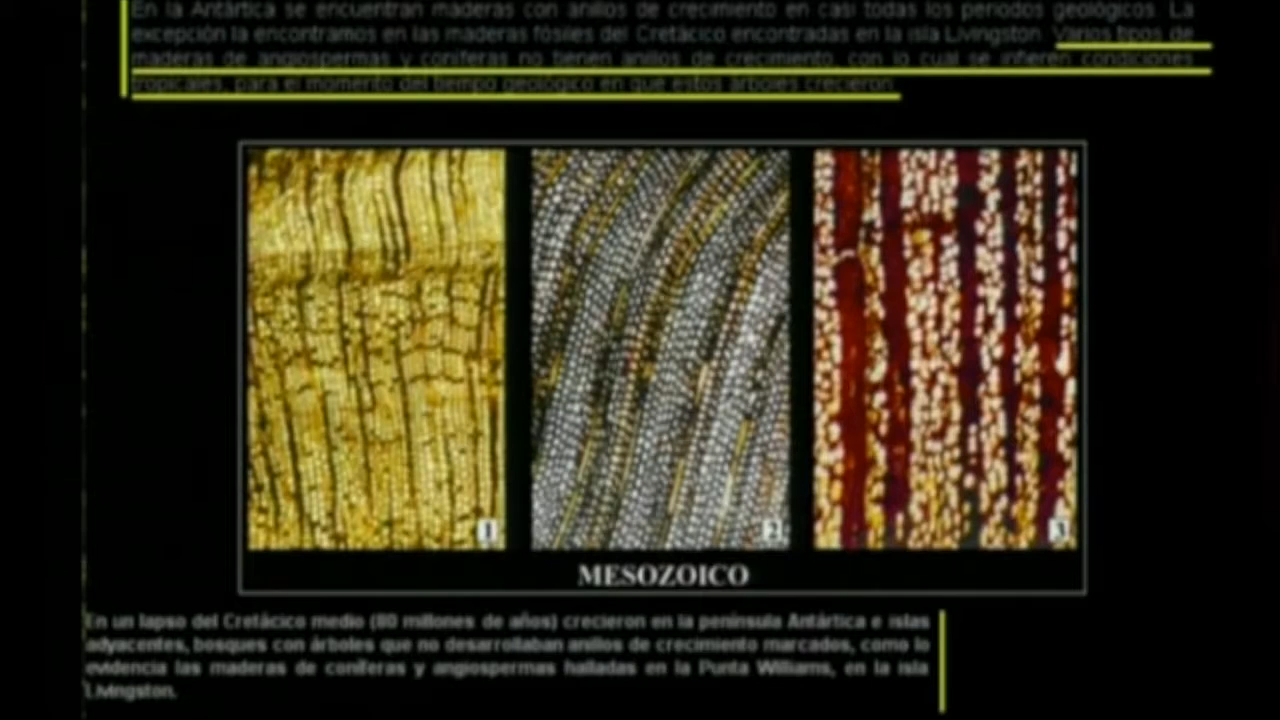 En la Antártica se encuentran maderas con anillos de crecimiento en casi todas los periodos geológicos. La
excepción la encontramos en las maderas fósiles del Cretácico encontradas en la isla Livingston. Varios tipos de
maderas de angiospermas y coníferas no tienen anillos de crecimiento, con lo cual se infieren condiciones
tropicales, para el momento del tiempo geológico en que estos árboles crecieron.
1
2
3
MESOZOICO
En un lapso del Cretácico medio (80 millones de años) crecieron en la península Antártica e islas
adyacentes, bosques con árboles que no desarrollaban anillos de crecimiento marcados, como lo
evidencia las maderas de coníferas y angiospermas halladas en la Punta Williams, en la isla
Livingston.